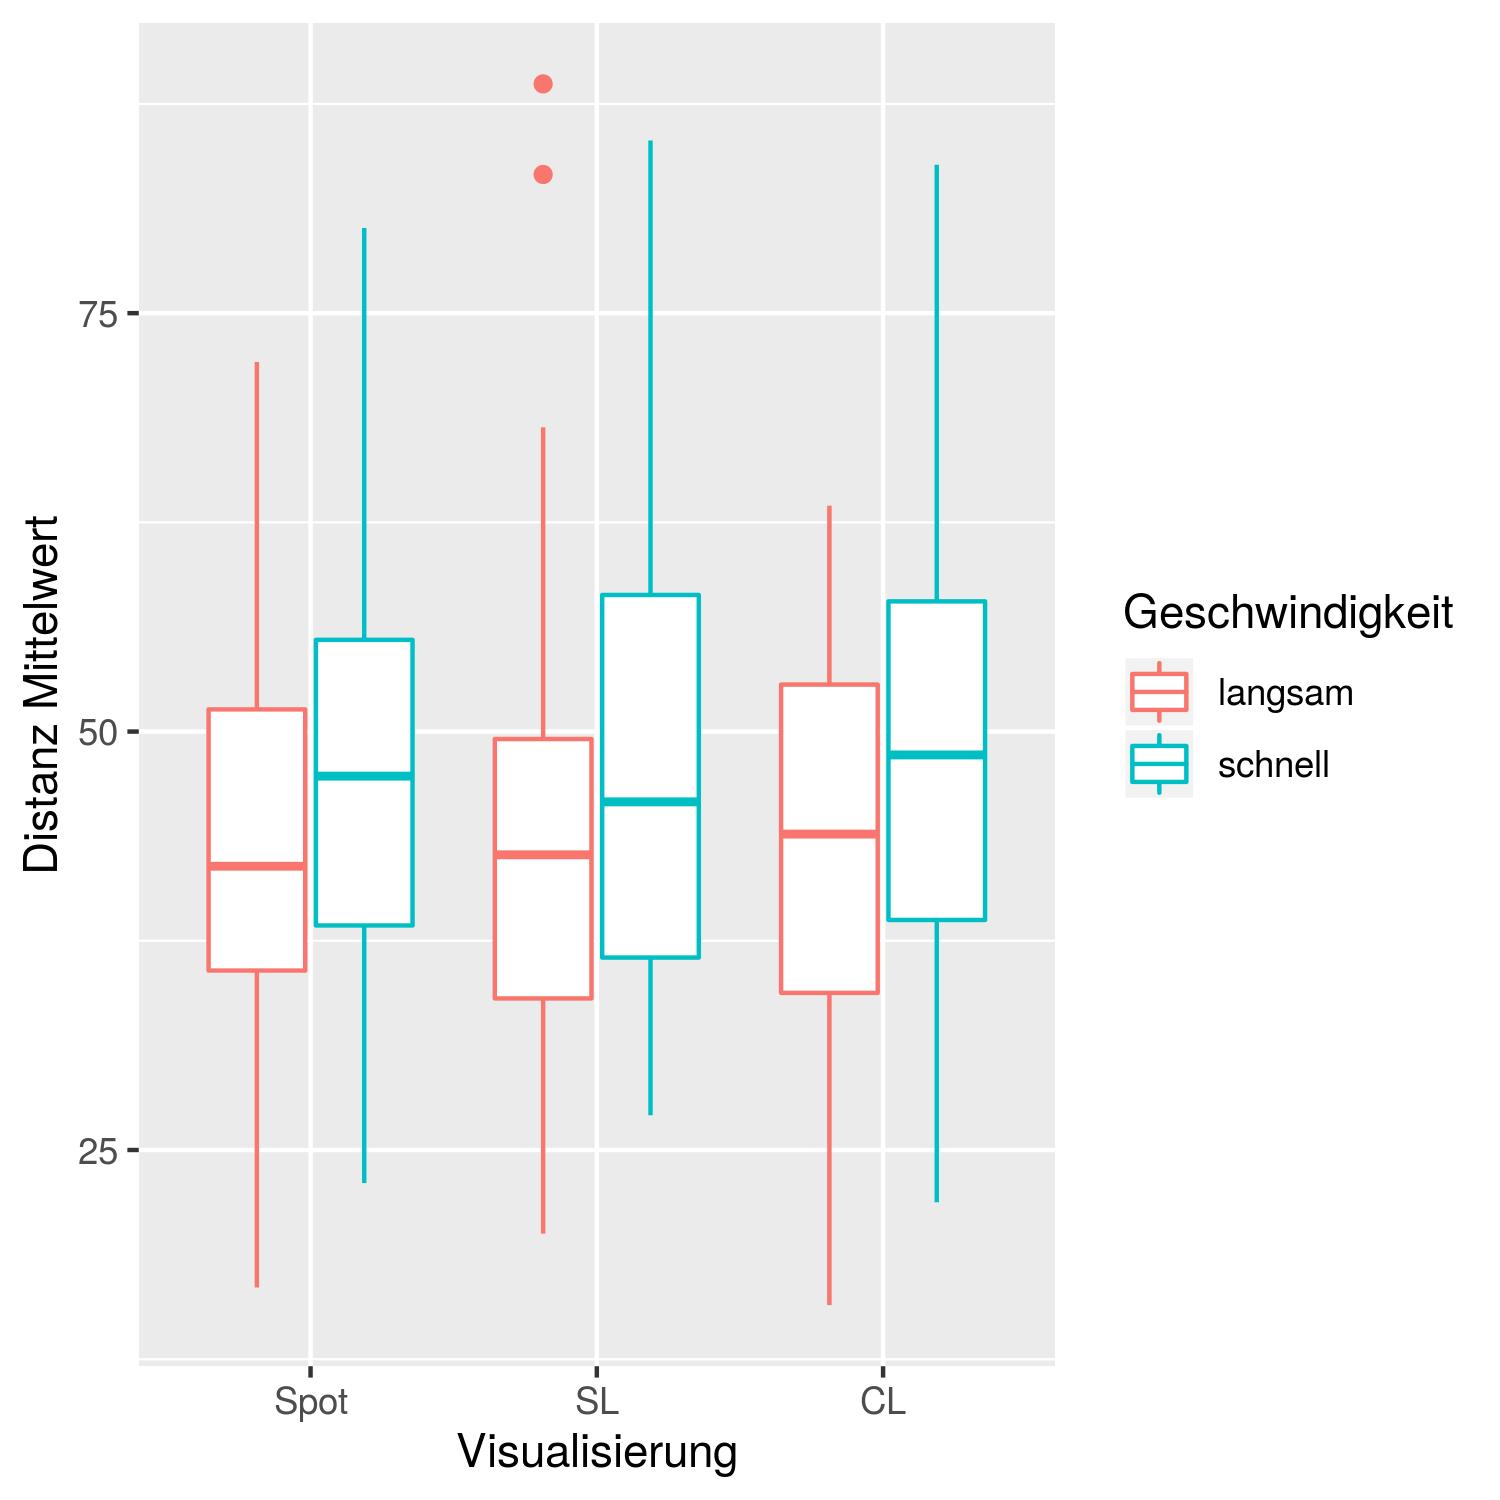 Distanz Mittelwert
75
50
25
Spot SL CL
Visualisierung
Geschwindigkeit
langsam
schnell